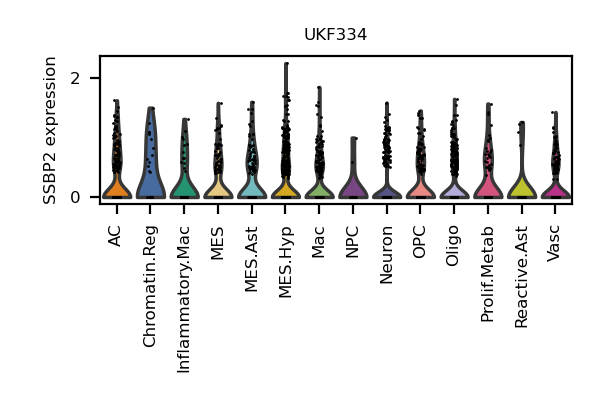 UKF334
SSBP2 expression
2
0
AC
Chromatin.Reg
Inflammatory.Mac
MES
MES.Ast
MES.Hyp
Mac
NPC
Neuron
OPC
Oligo
Prolif.Metab
Reactive.Ast
Vasc